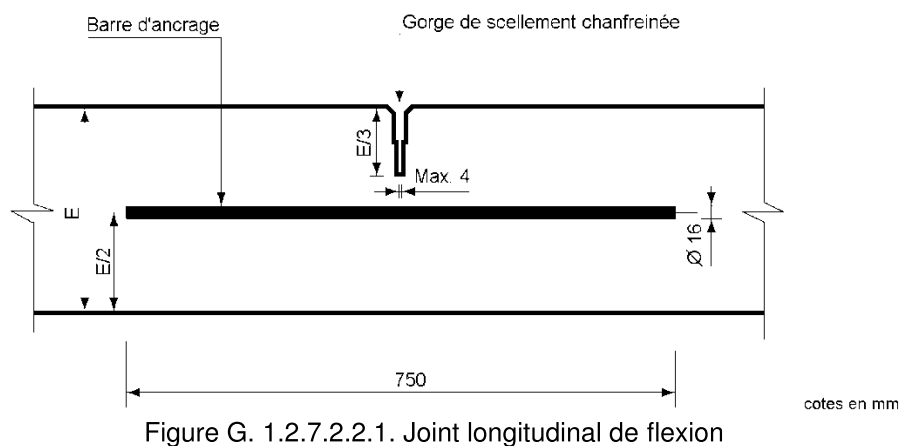 Barre d'ancrage
Gorge de scellement chanfreinée
E/3
Max. 4
E
E/2
Ø 16
750
cotes en mm
Figure G. 1.2.7.2.2.1. Joint longitudinal de flexion